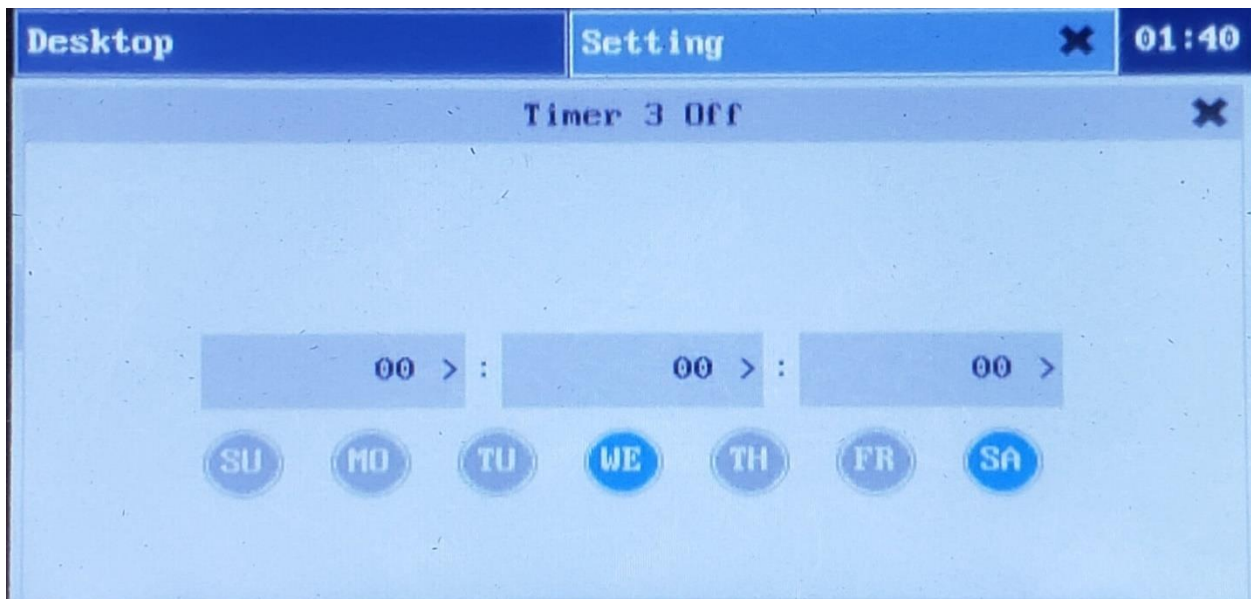 Desktop Setting 01:40
Timer 3 Off
00 > : 00 > : 00 >
SU MO TU WE TH FR SA